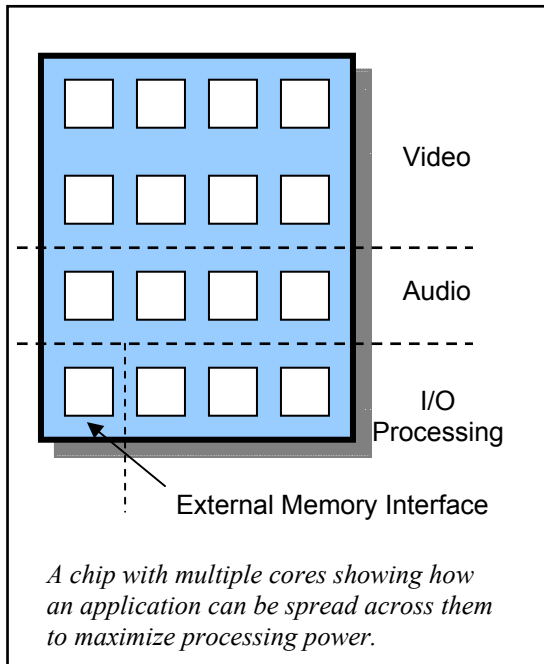 Video
Audio
I/O
Processing
External Memory Interface
A chip with multiple cores showing how
an application can be spread across them
to maximize processing power.